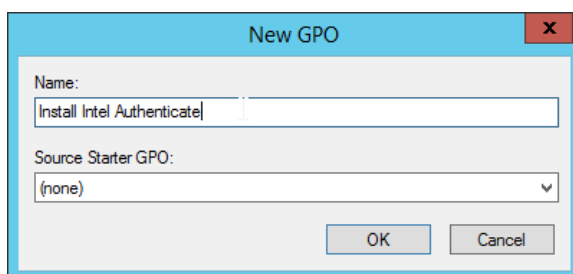 New GPO
x
Name:
Install Intel Authenticate
Source Starter GPO:
(none)
OK Cancel